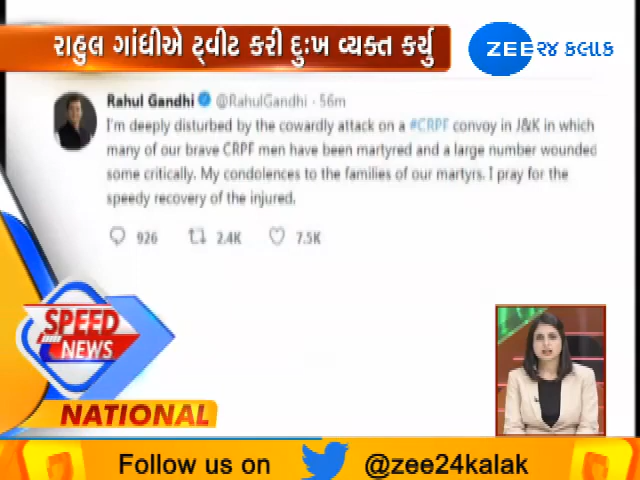 રાહુલ ગાંધીએ ટ્વીટ કરી દુઃખ વ્યક્ત કર્યુ
ZEE ૨૪ કલાક
Rahul Gandhi @RahulGandhi · 56m
I'm deeply disturbed by the cowardly attack on a #CRPF convoy in J&K in which
many of our brave CRPF men have been martyred and a large number wounded
some critically. My condolences to the families of our martyrs. I pray for the
speedy recovery of the injured.
926 2.4K 7.5K
SPEED
NEWS
NATIONAL
Follow us on @zee24kalak